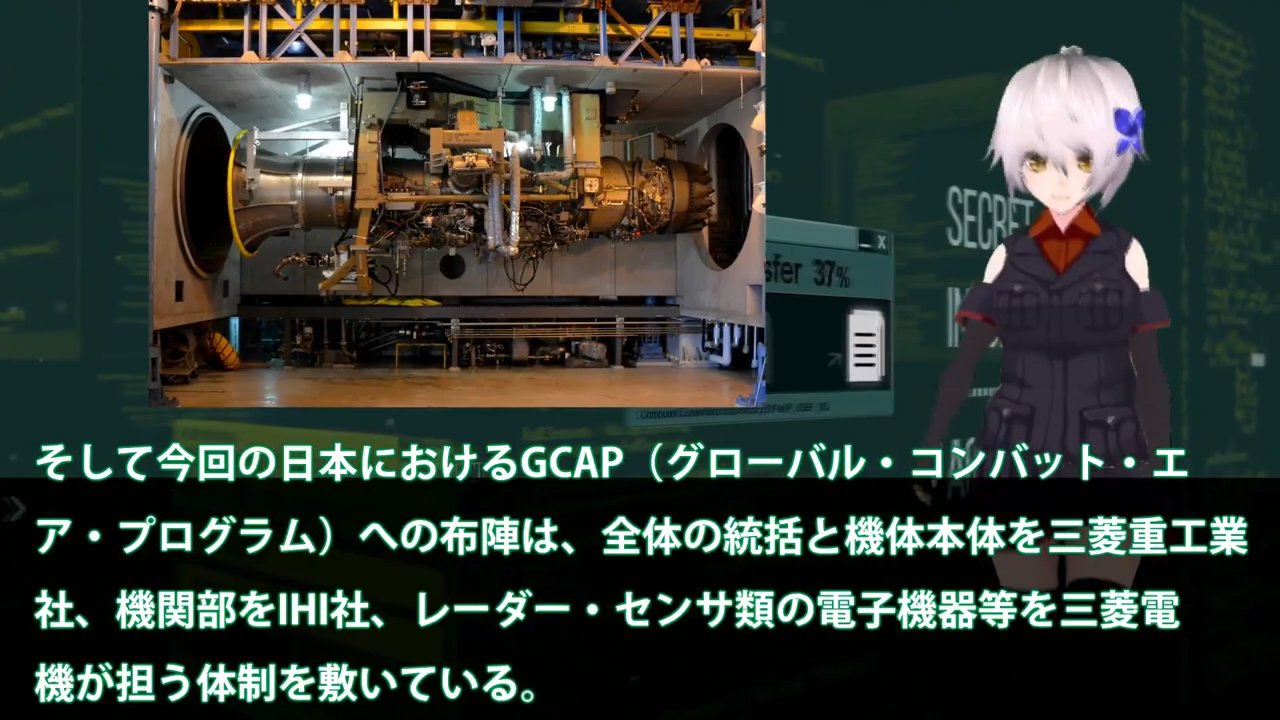 SECRET
sfer 37%
x
そして今回の日本におけるGCAP（グローバル・コンバット・エ
ア・プログラム）への布陣は、全体の統括と機体本体を三菱重工業
社、機関部をIHI社、レーダー・センサ類の電子機器等を三菱電
機が担う体制を敷いている。